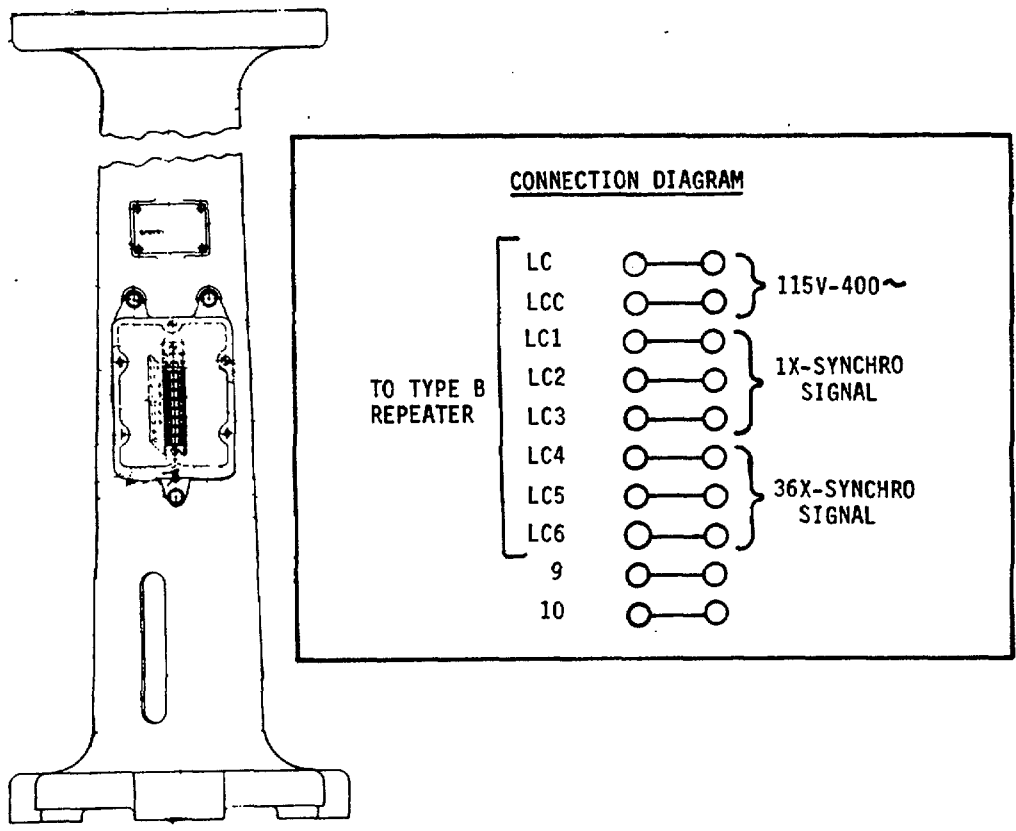 CONNECTION DIAGRAM
LC
LCC
115V-400~
LC1
LC2
LC3
1X-SYNCHRO
SIGNAL
TO TYPE B
REPEATER
LC4
LC5
LC6
36X-SYNCHRO
SIGNAL
9
10